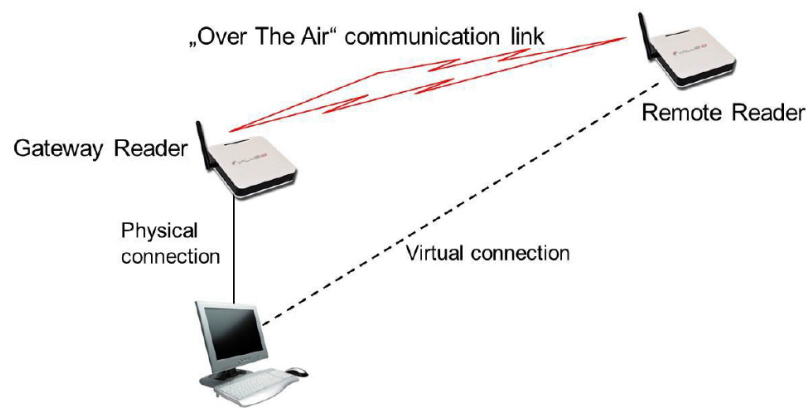 „Over The Air“ communication link
Remote Reader
Gateway Reader
Physical
connection
Virtual connection